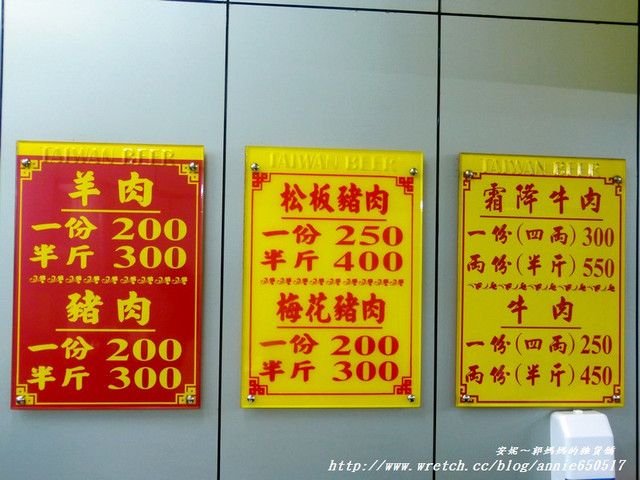 TAIWAN BEER
羊肉
一份 200
半斤 300
豬肉
一份 200
半斤 300
TAIWAN BEER
松板豬肉
一份 250
半斤 400
梅花豬肉
一份 200
半斤 300
TAIWAN BEER
霜降牛肉
一份(四兩) 300
兩份(半斤) 550
牛肉
一份(四兩) 250
兩份(半斤) 450
安妮~郭媽媽的雜貨舖
http://www.wretch.cc/blog/annie650517